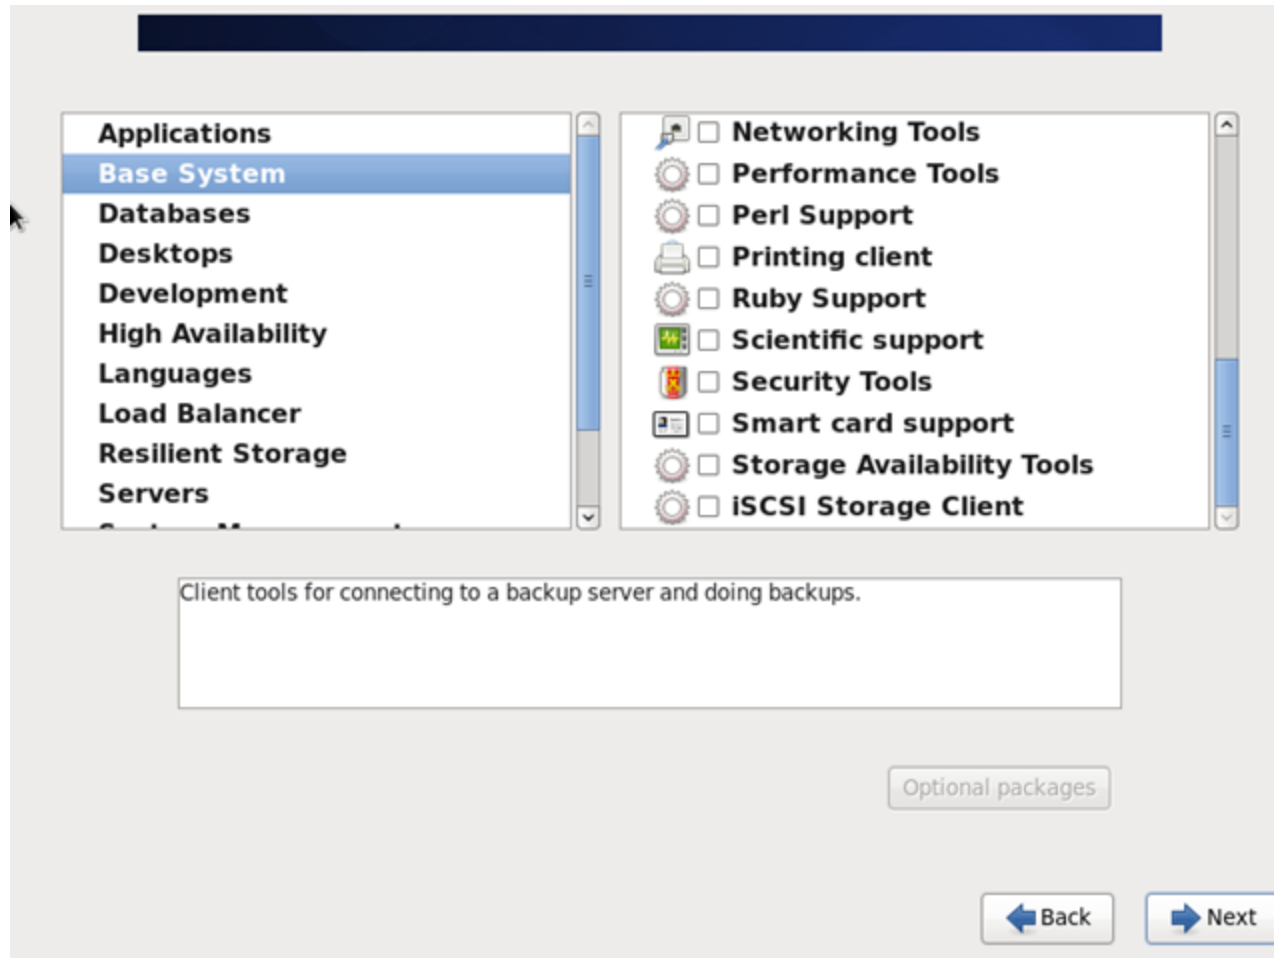 Applications
Base System
Databases
Desktops
Development
High Availability
Languages
Load Balancer
Resilient Storage
Servers
Networking Tools
Performance Tools
Perl Support
Printing client
Ruby Support
Scientific support
Security Tools
Smart card support
Storage Availability Tools
iSCSI Storage Client
Client tools for connecting to a backup server and doing backups.
Optional packages
Back
Next